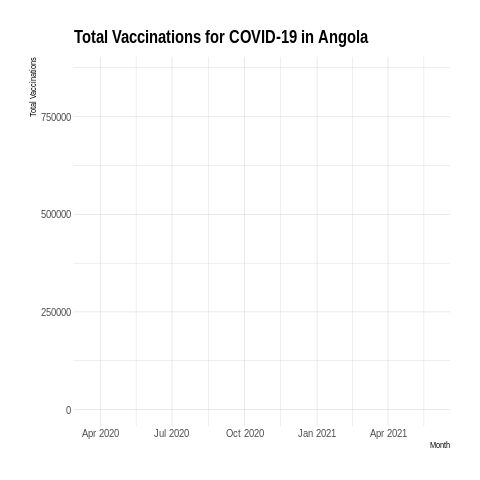 Total Vaccinations for COVID-19 in Angola
Total Vaccinations
750000
500000
250000
0
Apr 2020 Jul 2020 Oct 2020 Jan 2021 Apr 2021
Month